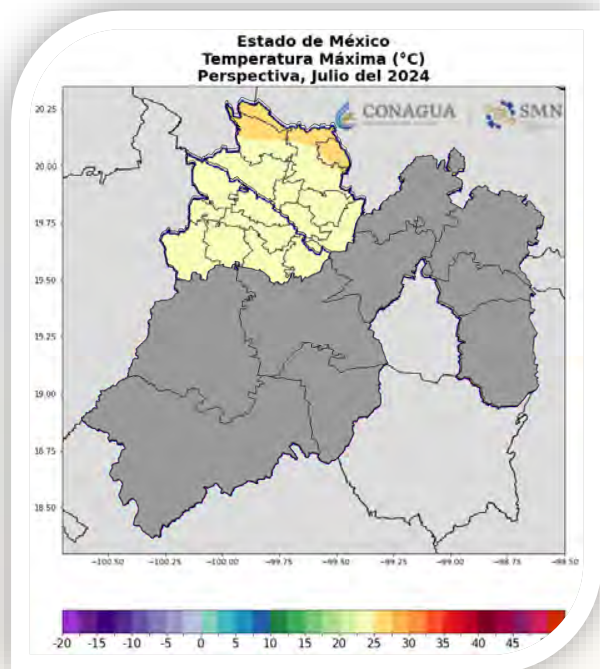 Estado de México
Temperatura Máxima (°C)
Perspectiva, Julio del 2024
CONAGUA
SMN
20.25
20.00
19.75
19.50
19.25
19.00
18.75
18.50
−100.50 −100.25 −100.00 −99.75 −99.50 −99.25 −99.00 −98.75 −98.50
-20 -15 -10 -5 0 5 10 15 20 25 30 35 40 45